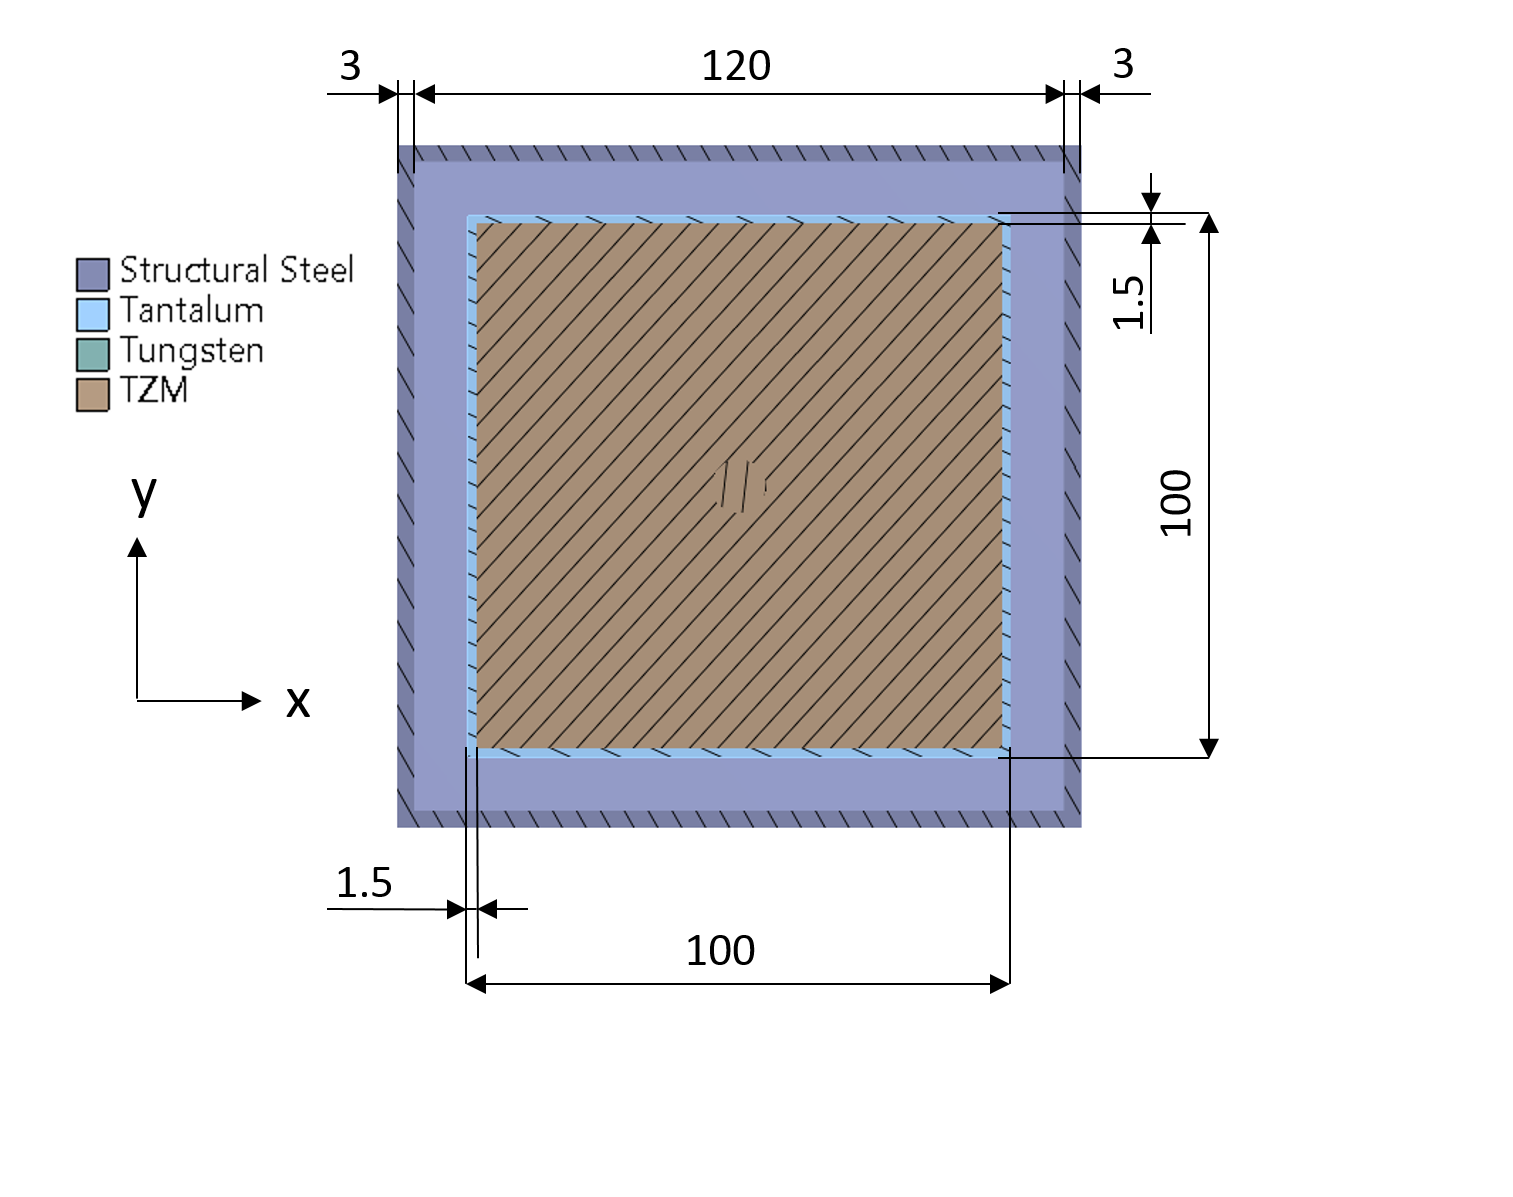 3
120
3
Structural Steel
Tantalum
Tungsten
TZM
1.5
100
y
x
1.5
100